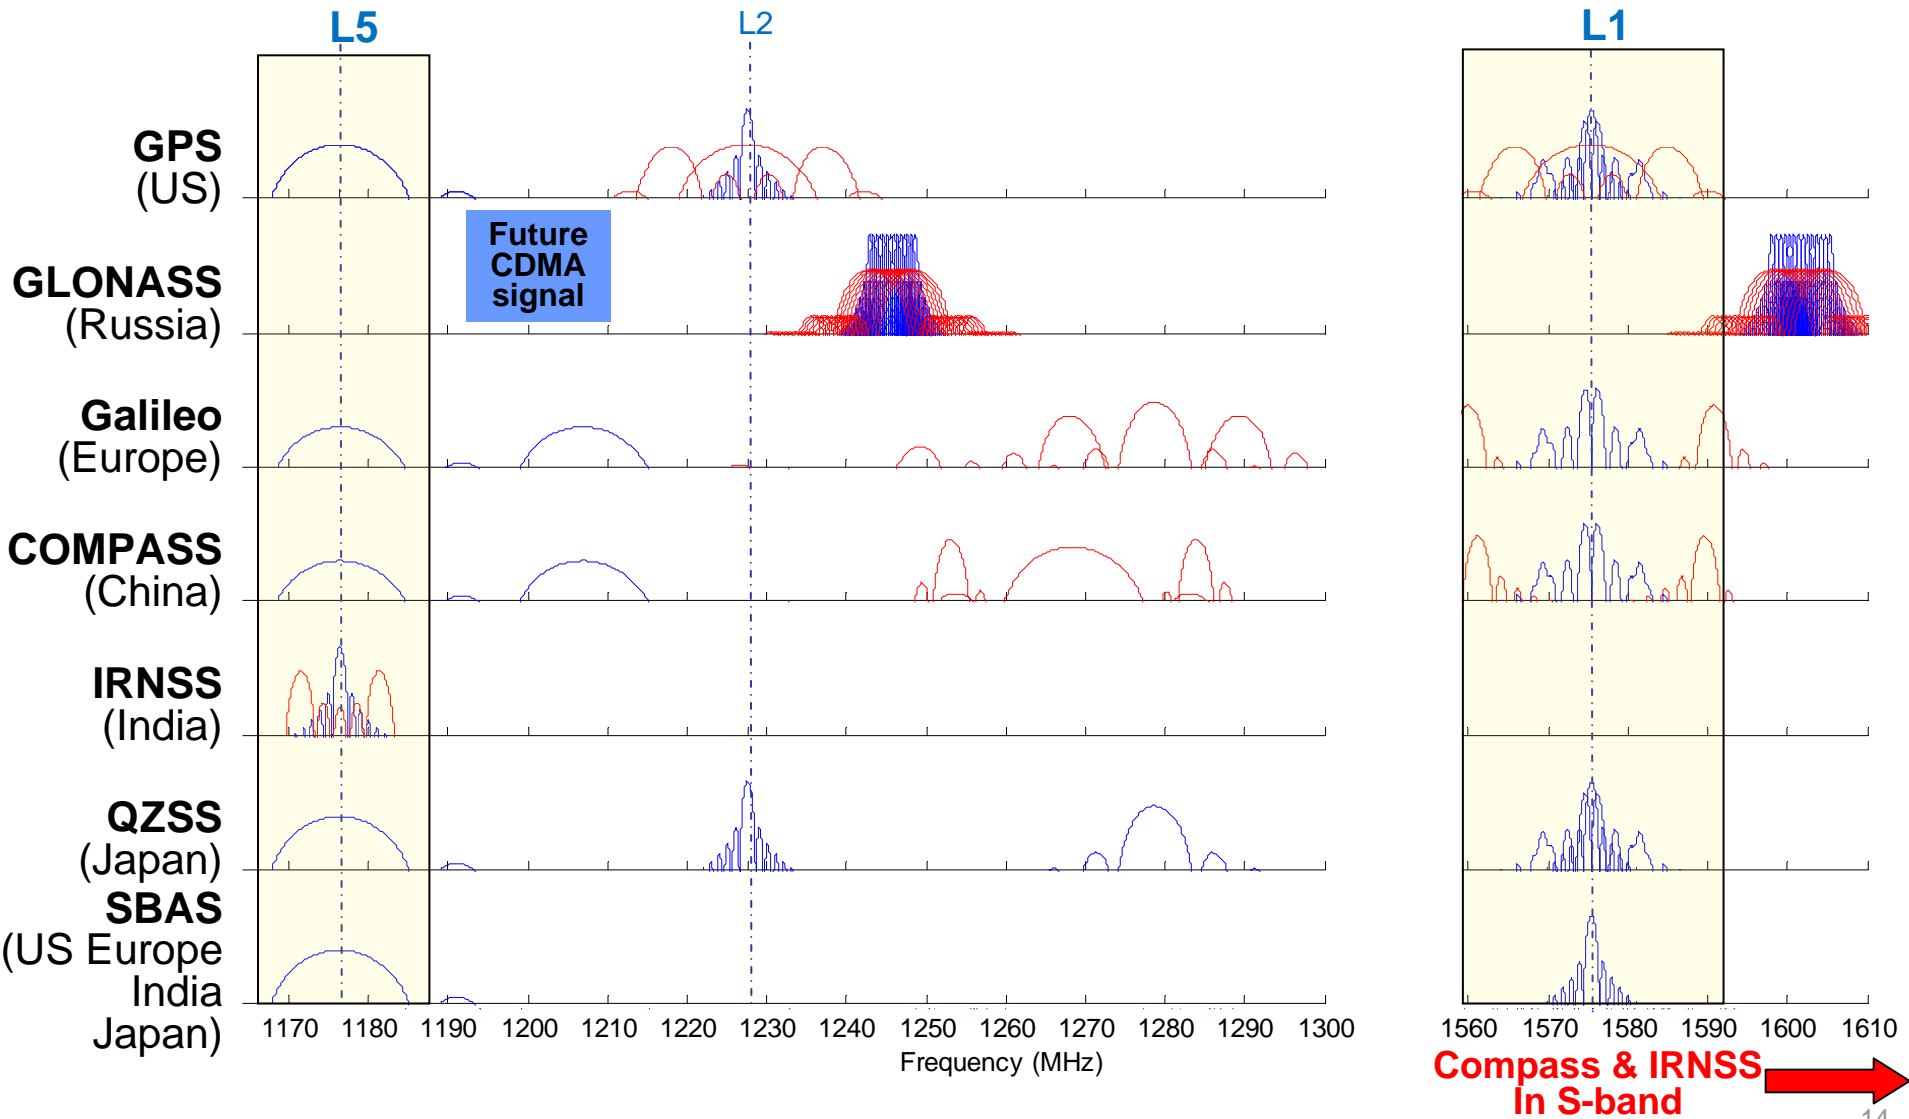 L5
L2
L1
GPS
(US)
Future
CDMA
signal
GLONASS
(Russia)
Galileo
(Europe)
COMPASS
(China)
IRNSS
(India)
QZSS
(Japan)
SBAS
(US Europe
India
Japan)
1170 1180 1190 1200 1210 1220 1230 1240 1250 1260 1270 1280 1290 1300
1560 1570 1580 1590 1600 1610
Frequency (MHz)
Compass & IRNSS
In S-band
14